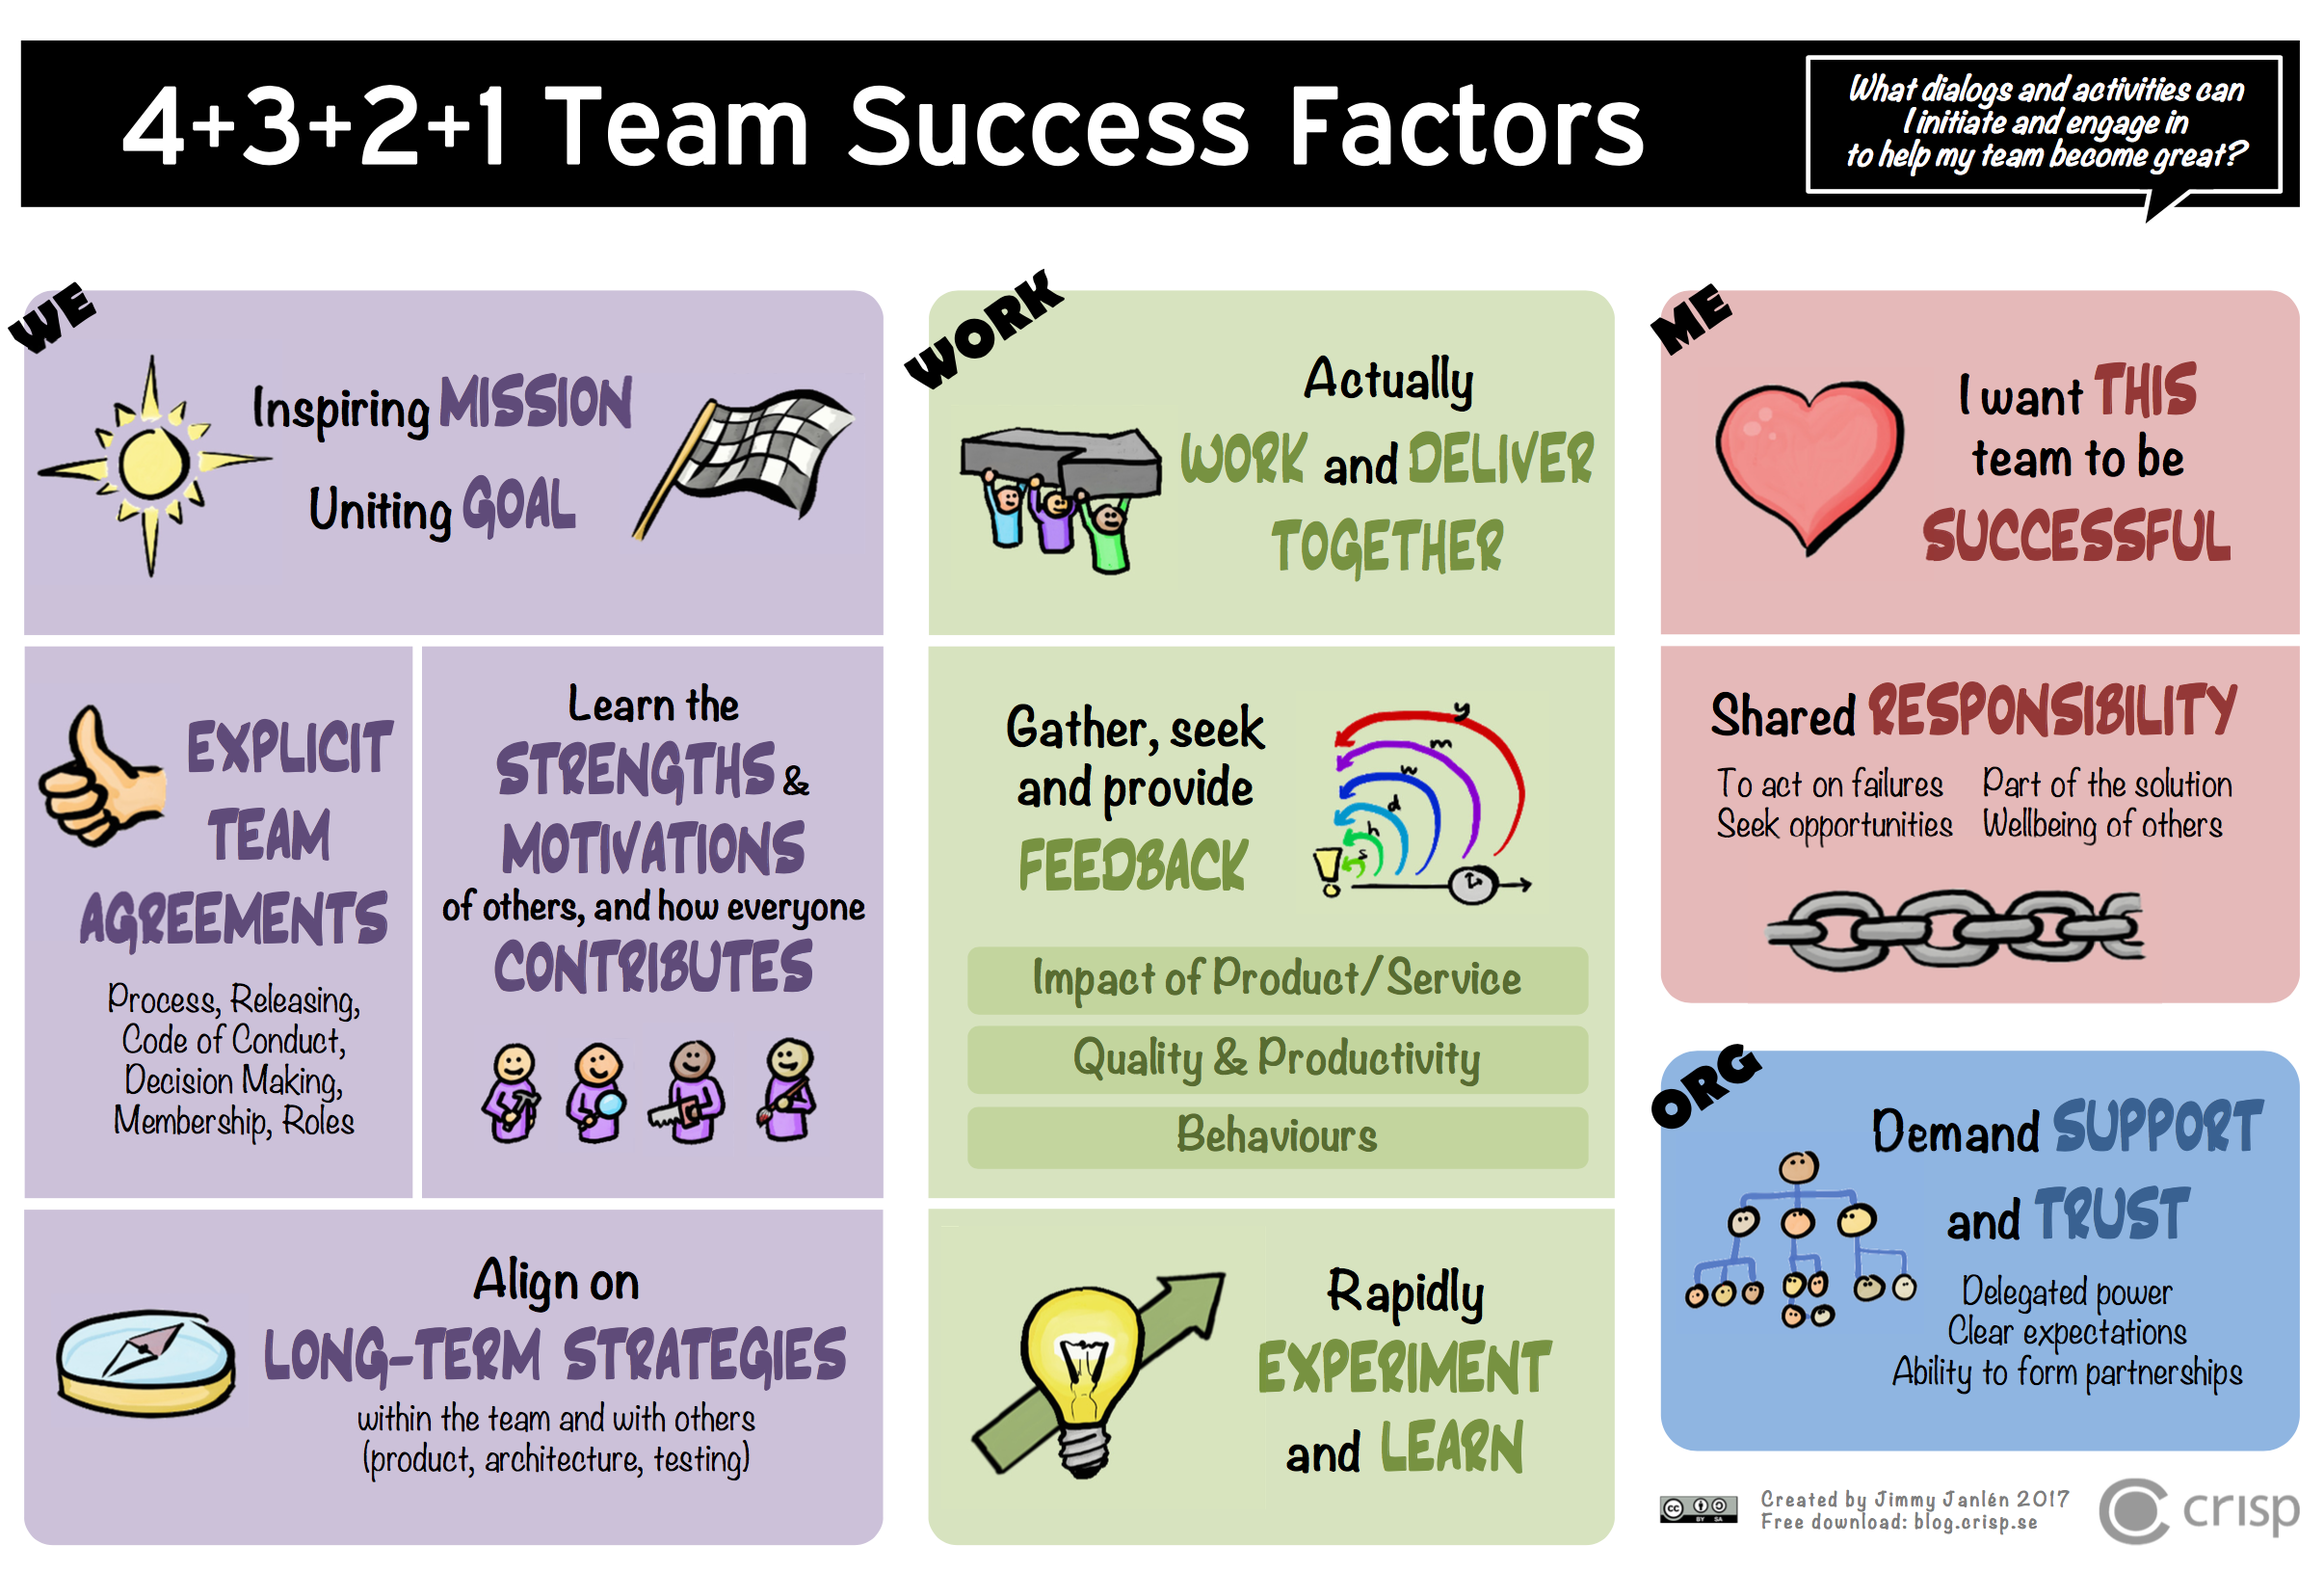 4+3+2+1 Team Success Factors
What dialogs and activities can
I initiate and engage in
to help my team become great?
WE
Inspiring MISSION
Uniting GOAL
EXPLICIT
TEAM
AGREEMENTS
Process, Releasing,
Code of Conduct,
Decision Making,
Membership, Roles
Learn the
STRENGTHS &
MOTIVATIONS
of others, and how everyone
CONTRIBUTES
Align on
LONG-TERM STRATEGIES
within the team and with others
(product, architecture, testing)
WORK
Actually
WORK and DELIVER
TOGETHER
Gather, seek
and provide
FEEDBACK
y
m
w
d
h
s
Impact of Product/Service
Quality & Productivity
Behaviours
Rapidly
EXPERIMENT
and LEARN
ME
I want THIS
team to be
SUCCESSFUL
Shared RESPONSIBILITY
To act on failures
Seek opportunities
Part of the solution
Wellbeing of others
ORG
Demand SUPPORT
and TRUST
Delegated power
Clear expectations
Ability to form partnerships
cc
BY SA
Created by Jimmy Janlén 2017
Free download: blog.crisp.se
crisp